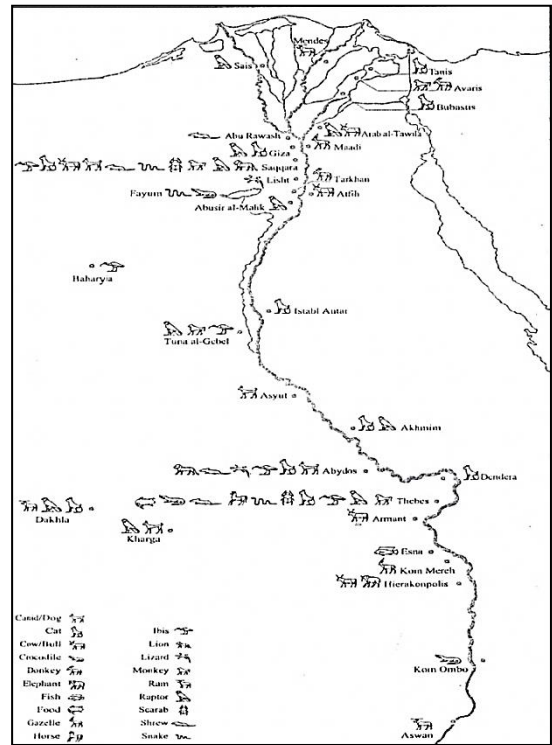 Mendes
Sais
Tanis
Avaris
Bubastus
Abu Rawash
Arab al-Tawila
Giza
Maadi
Saqqara
Lisht
Tarkhan
Fayum
Atfih
Abusir al-Malik
Baharyia
Istabl Antar
Tuna al-Gebel
Asyut
Akhmim
Abydos
Dendera
Thebes
Dakhla
Armant
Kharga
Esna
Kom Mereh
Hierakonpolis
Kom Ombo
Aswan
Canid/Dog
Cat
Cow/Bull
Crocodile
Donkey
Elephant
Fish
Food
Gazelle
Horse
Ibis
Lion
Lizard
Monkey
Ram
Raptor
Scarab
Shrew
Snake